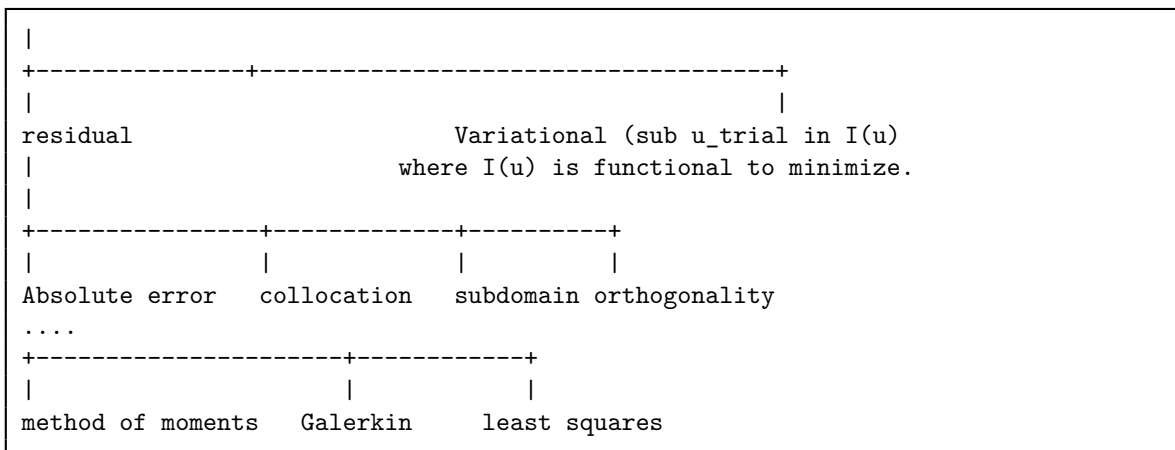 |
+---------------+-------------------------------------+
|                                                     |
residual                       Variational (sub u_trial in I(u)
|                          where I(u) is functional to minimize.
|
+----------------+-------------+----------+
|                |             |          |
Absolute error   collocation   subdomain orthogonality
....
+----------------------+------------+
|                      |            |
method of moments   Galerkin     least squares